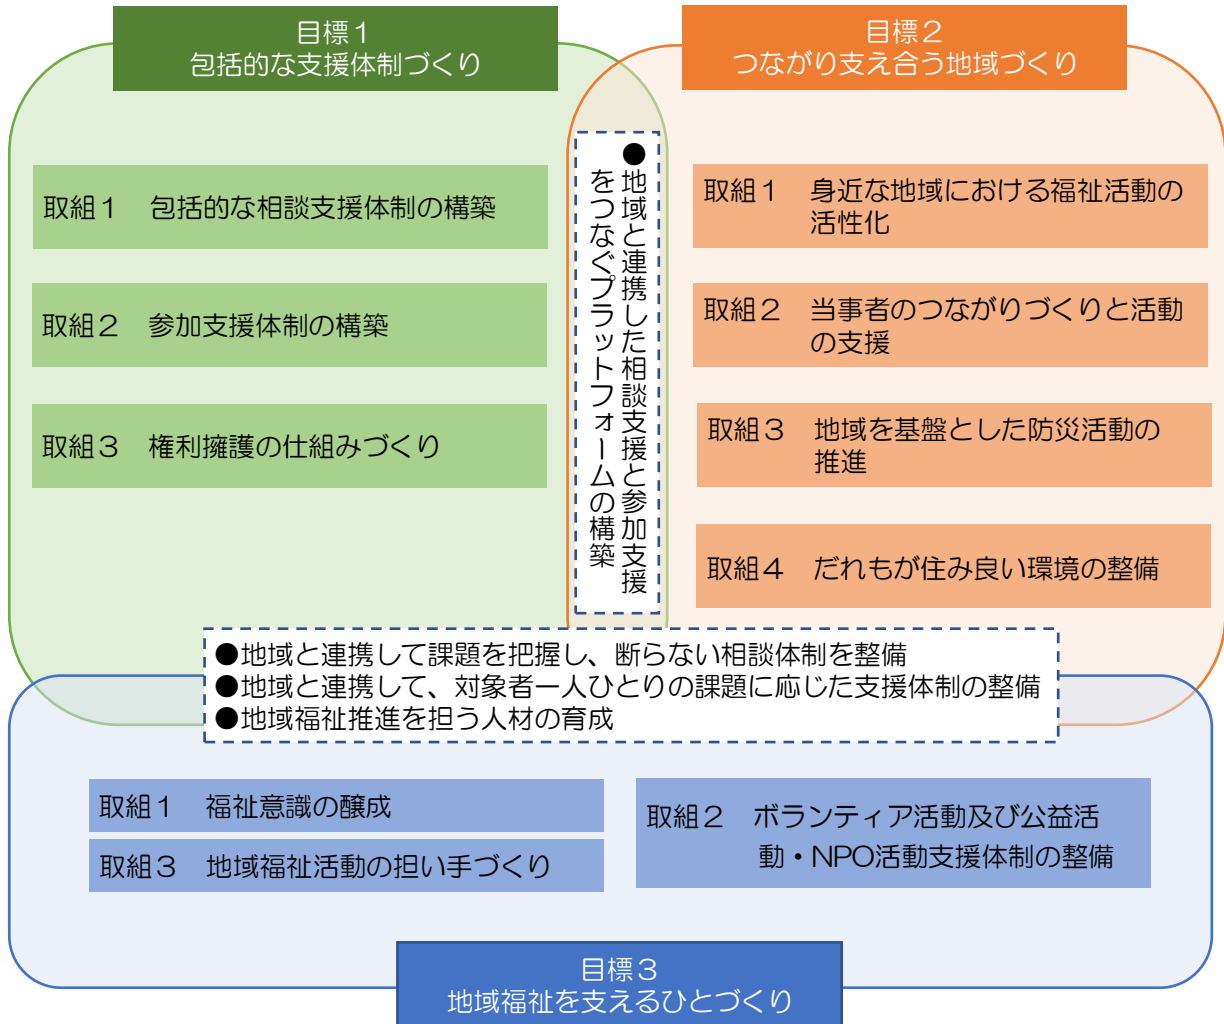 目標１
包括的な支援体制づくり
取組１　包括的な相談支援体制の構築
取組２　参加支援体制の構築
取組３　権利擁護の仕組みづくり
●地域と連携した相談支援と参加支援
をつなぐプラットフォームの構築
目標２
つながり支え合う地域づくり
取組１　身近な地域における福祉活動の
活性化
取組２　当事者のつながりづくりと活動
の支援
取組３　地域を基盤とした防災活動の
推進
取組４　だれもが住み良い環境の整備
●地域と連携して課題を把握し、断らない相談体制を整備
●地域と連携して、対象者一人ひとりの課題に応じた支援体制の整備
●地域福祉推進を担う人材の育成
取組１　福祉意識の醸成
取組３　地域福祉活動の担い手づくり
取組２　ボランティア活動及び公益活
動・NPO活動支援体制の整備
目標３
地域福祉を支えるひとづくり